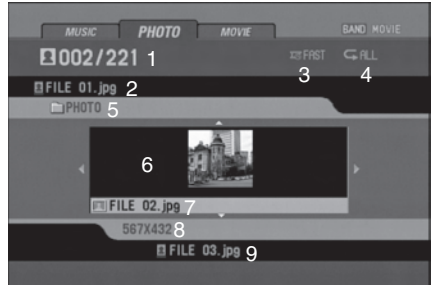 MUSIC PHOTO MOVIE BAND MOVIE
002/221 1 FAST ALL
3 4
FILE 01.jpg 2
PHOTO 5
6
FILE 02.jpg 7
567X432 8
FILE 03.jpg 9